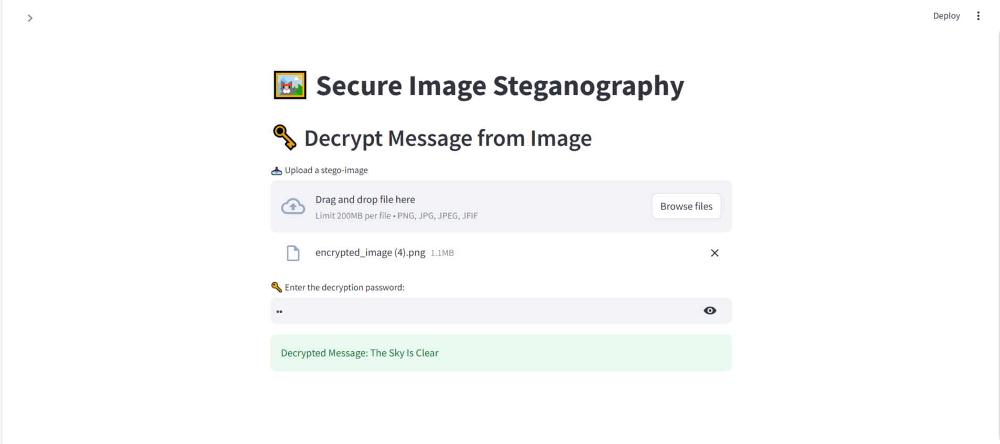 Deploy
Secure Image Steganography
Decrypt Message from Image
Upload a stego-image
Drag and drop file here
Limit 200MB per file • PNG, JPG, JPEG, JFIF
Browse files
encrypted_image (4).png 1.1MB
Enter the decryption password:
••
Decrypted Message: The Sky Is Clear